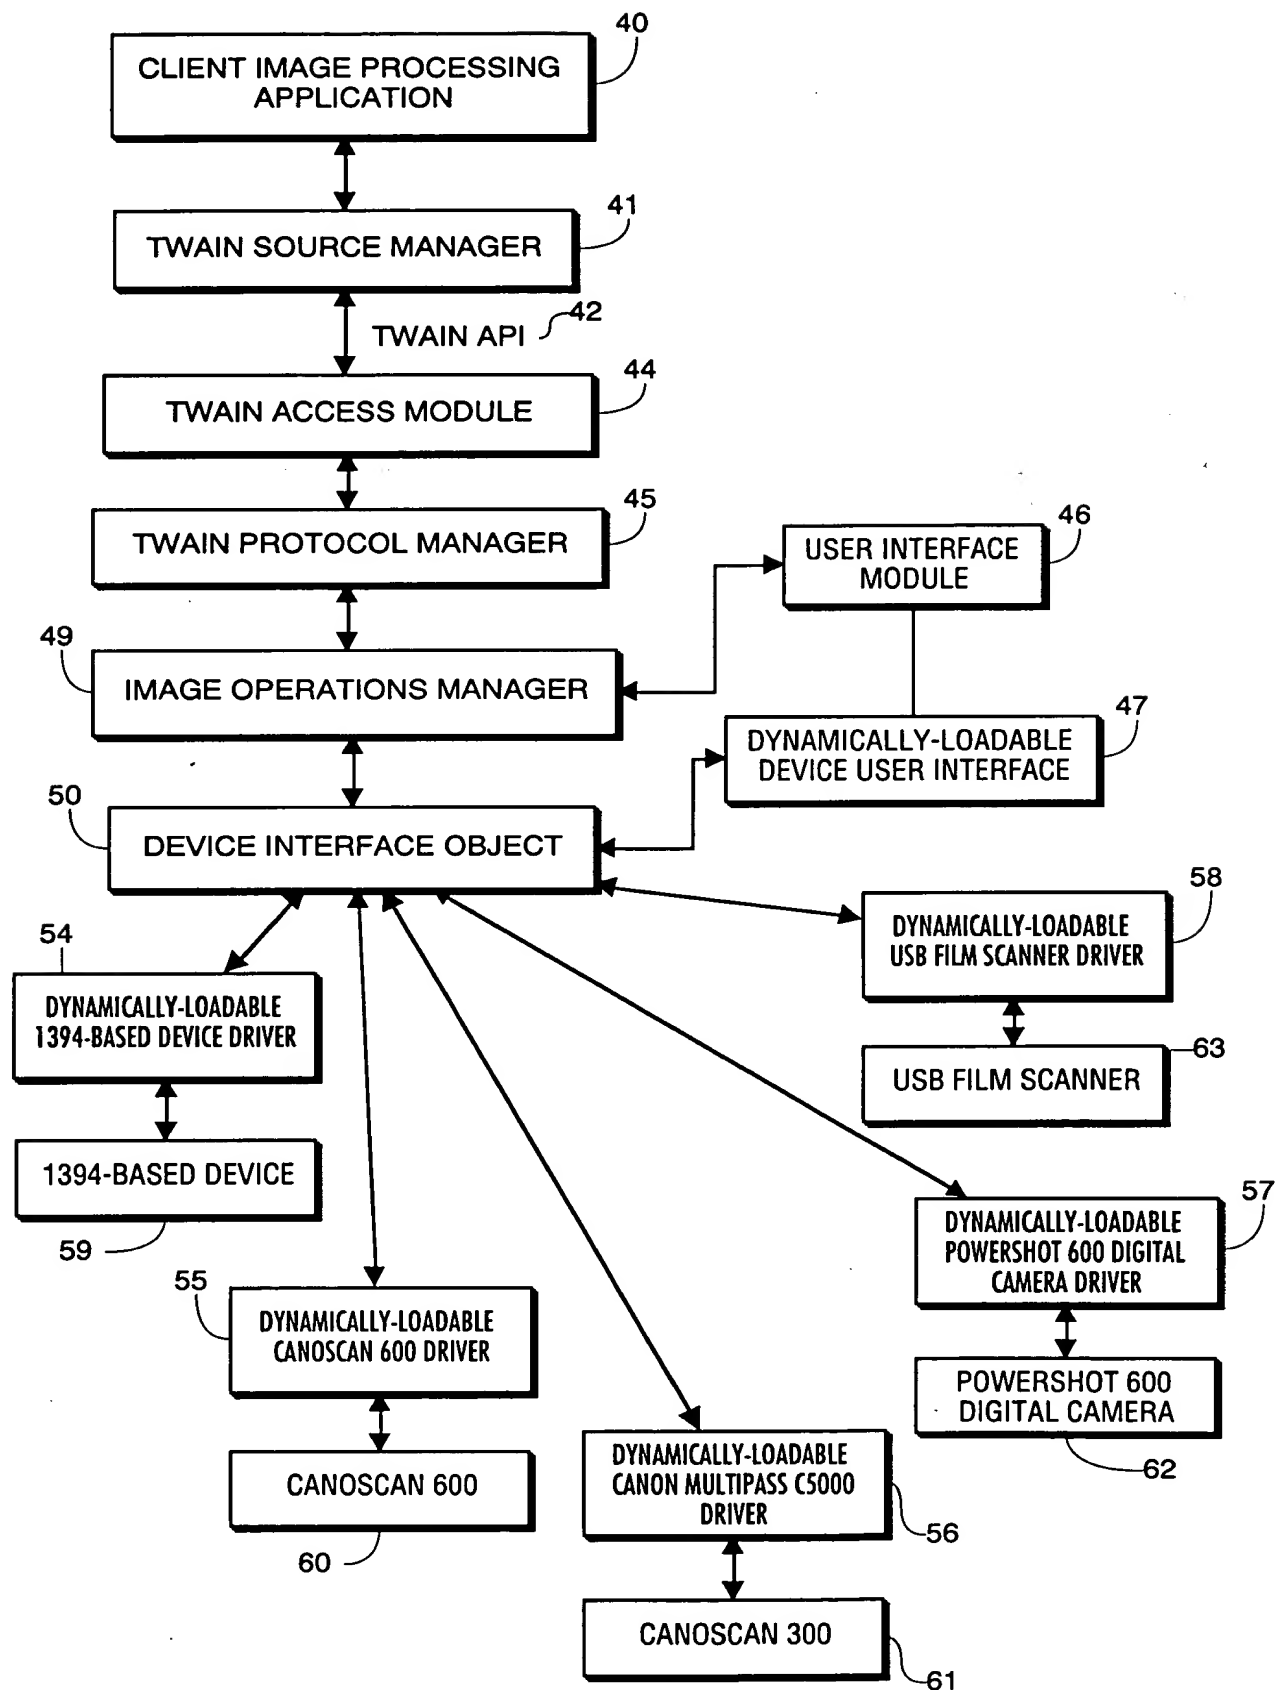 40
CLIENT IMAGE PROCESSING
APPLICATION
41
TWAIN SOURCE MANAGER
42
TWAIN API
44
TWAIN ACCESS MODULE
45
TWAIN PROTOCOL MANAGER
46
USER INTERFACE
MODULE
49
IMAGE OPERATIONS MANAGER
47
DYNAMICALLY-LOADABLE
DEVICE USER INTERFACE
50
DEVICE INTERFACE OBJECT
58
DYNAMICALLY-LOADABLE
USB FILM SCANNER DRIVER
54
DYNAMICALLY-LOADABLE
1394-BASED DEVICE DRIVER
63
USB FILM SCANNER
1394-BASED DEVICE
59
57
DYNAMICALLY-LOADABLE
POWERSHOT 600 DIGITAL
CAMERA DRIVER
55
DYNAMICALLY-LOADABLE
CANOSCAN 600 DRIVER
POWERSHOT 600
DIGITAL CAMERA
62
CANOSCAN 600
60
DYNAMICALLY-LOADABLE
CANON MULTIPASS C5000
DRIVER
56
CANOSCAN 300
61